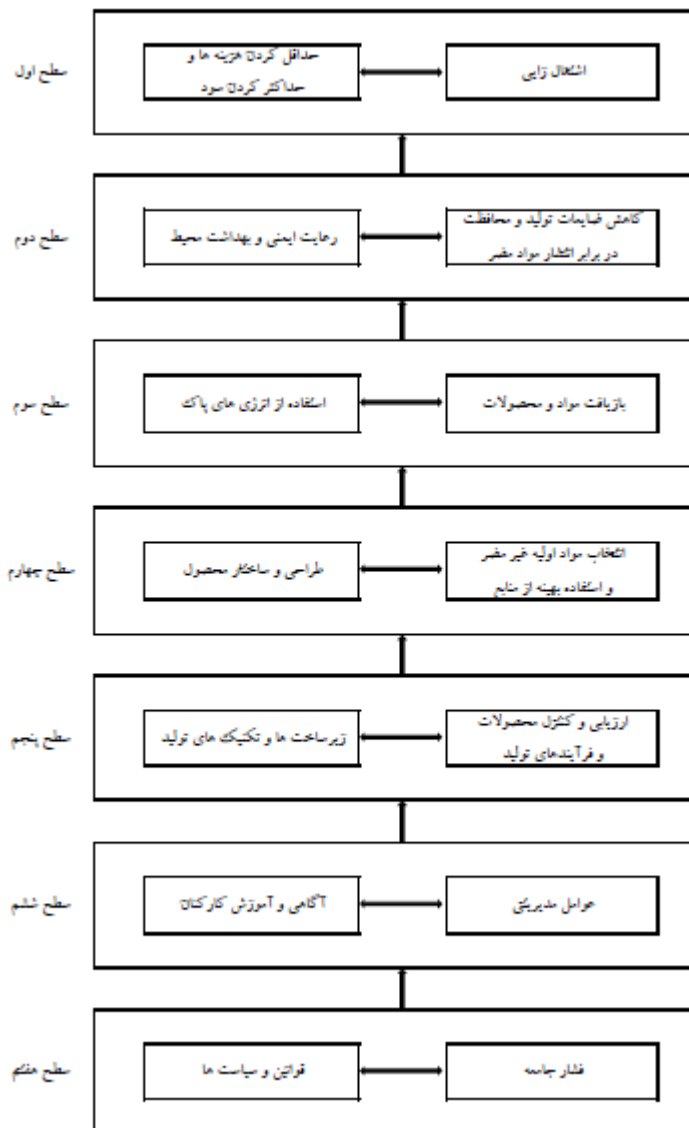 سطح اول
اشتغال زایی
حداقل کردن هزینه ها و
حداکثر کردن سود
سطح دوم
کاهش ضایعات تولید و محافظت
در برابر انتشار مواد مضر
رعایت ایمنی و بهداشت محیط
سطح سوم
بازیافت مواد و محصولات
استفاده از انرژی های پاک
سطح چهارم
انتخاب مواد اولیه غیر مضر
و استفاده بهینه از منابع
طراحی و ساختار محصول
سطح پنجم
ارزیابی و کنترل محصولات
و فرآیندهای تولید
زیرساخت ها و تکنیک های تولید
سطح ششم
عوامل مدیریتی
آگاهی و آموزش کارکنان
سطح هفتم
فشار جامعه
قوانین و سیاست ها